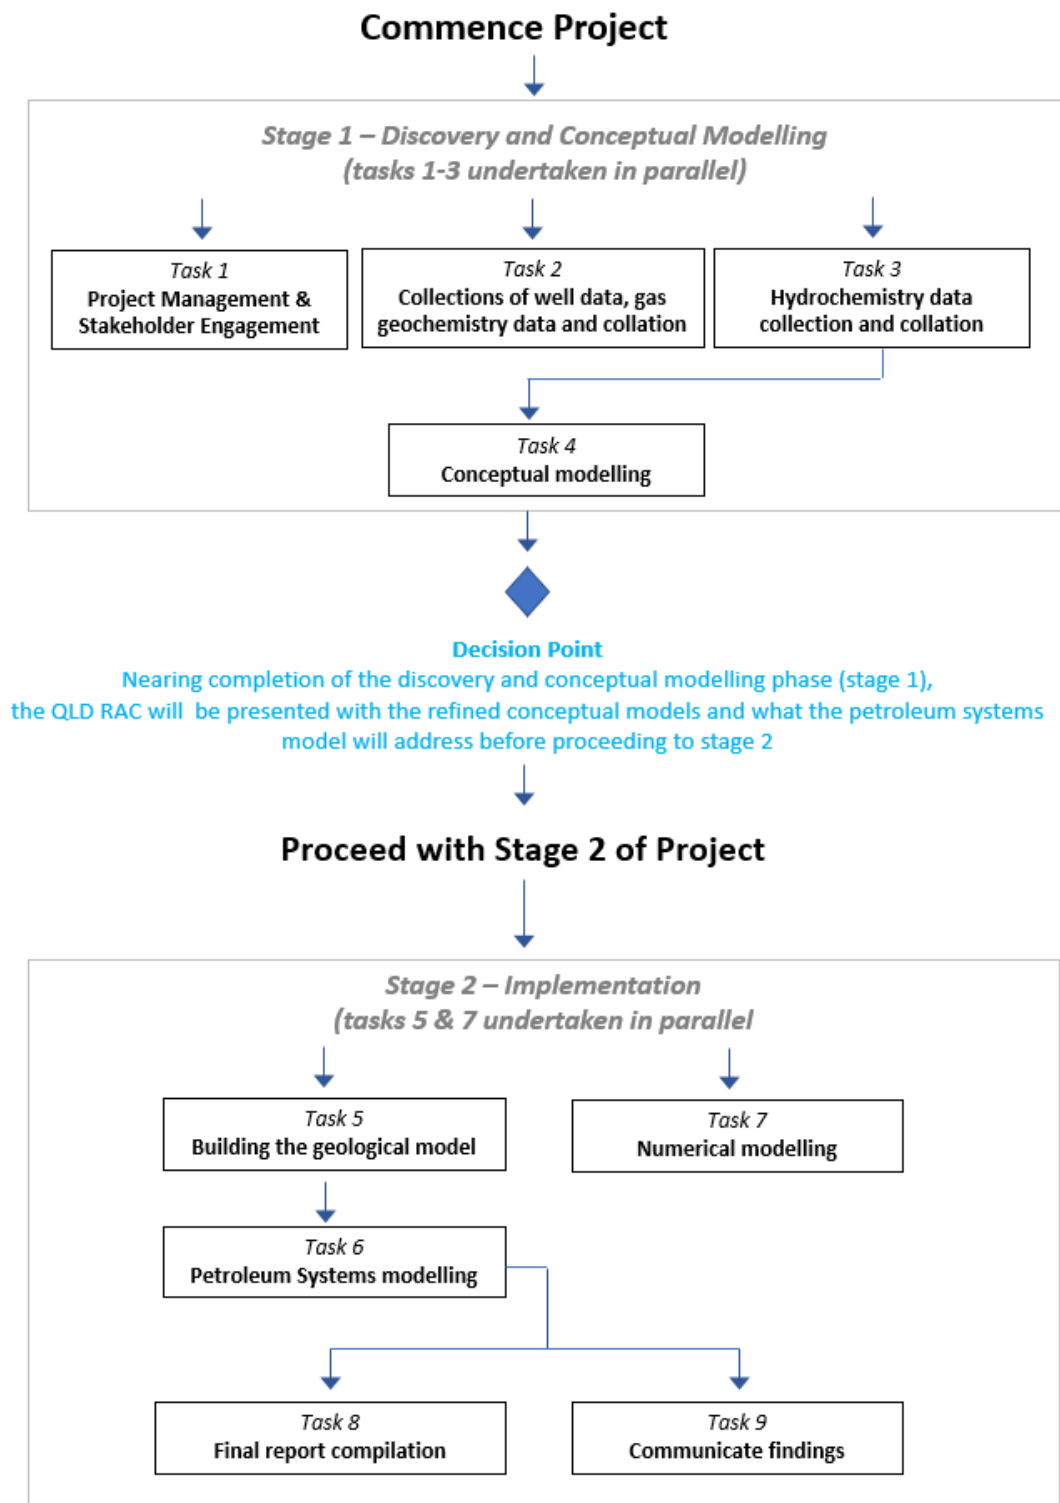 Commence Project
Stage 1 – Discovery and Conceptual Modelling
(tasks 1-3 undertaken in parallel)
Task 1
Project Management &
Stakeholder Engagement
Task 2
Collections of well data, gas
geochemistry data and collation
Task 3
Hydrochemistry data
collection and collation
Task 4
Conceptual modelling
Decision Point
Nearing completion of the discovery and conceptual modelling phase (stage 1),
the QLD RAC will be presented with the refined conceptual models and what the petroleum systems
model will address before proceeding to stage 2
Proceed with Stage 2 of Project
Stage 2 – Implementation
(tasks 5 & 7 undertaken in parallel
Task 5
Building the geological model
Task 7
Numerical modelling
Task 6
Petroleum Systems modelling
Task 8
Final report compilation
Task 9
Communicate findings